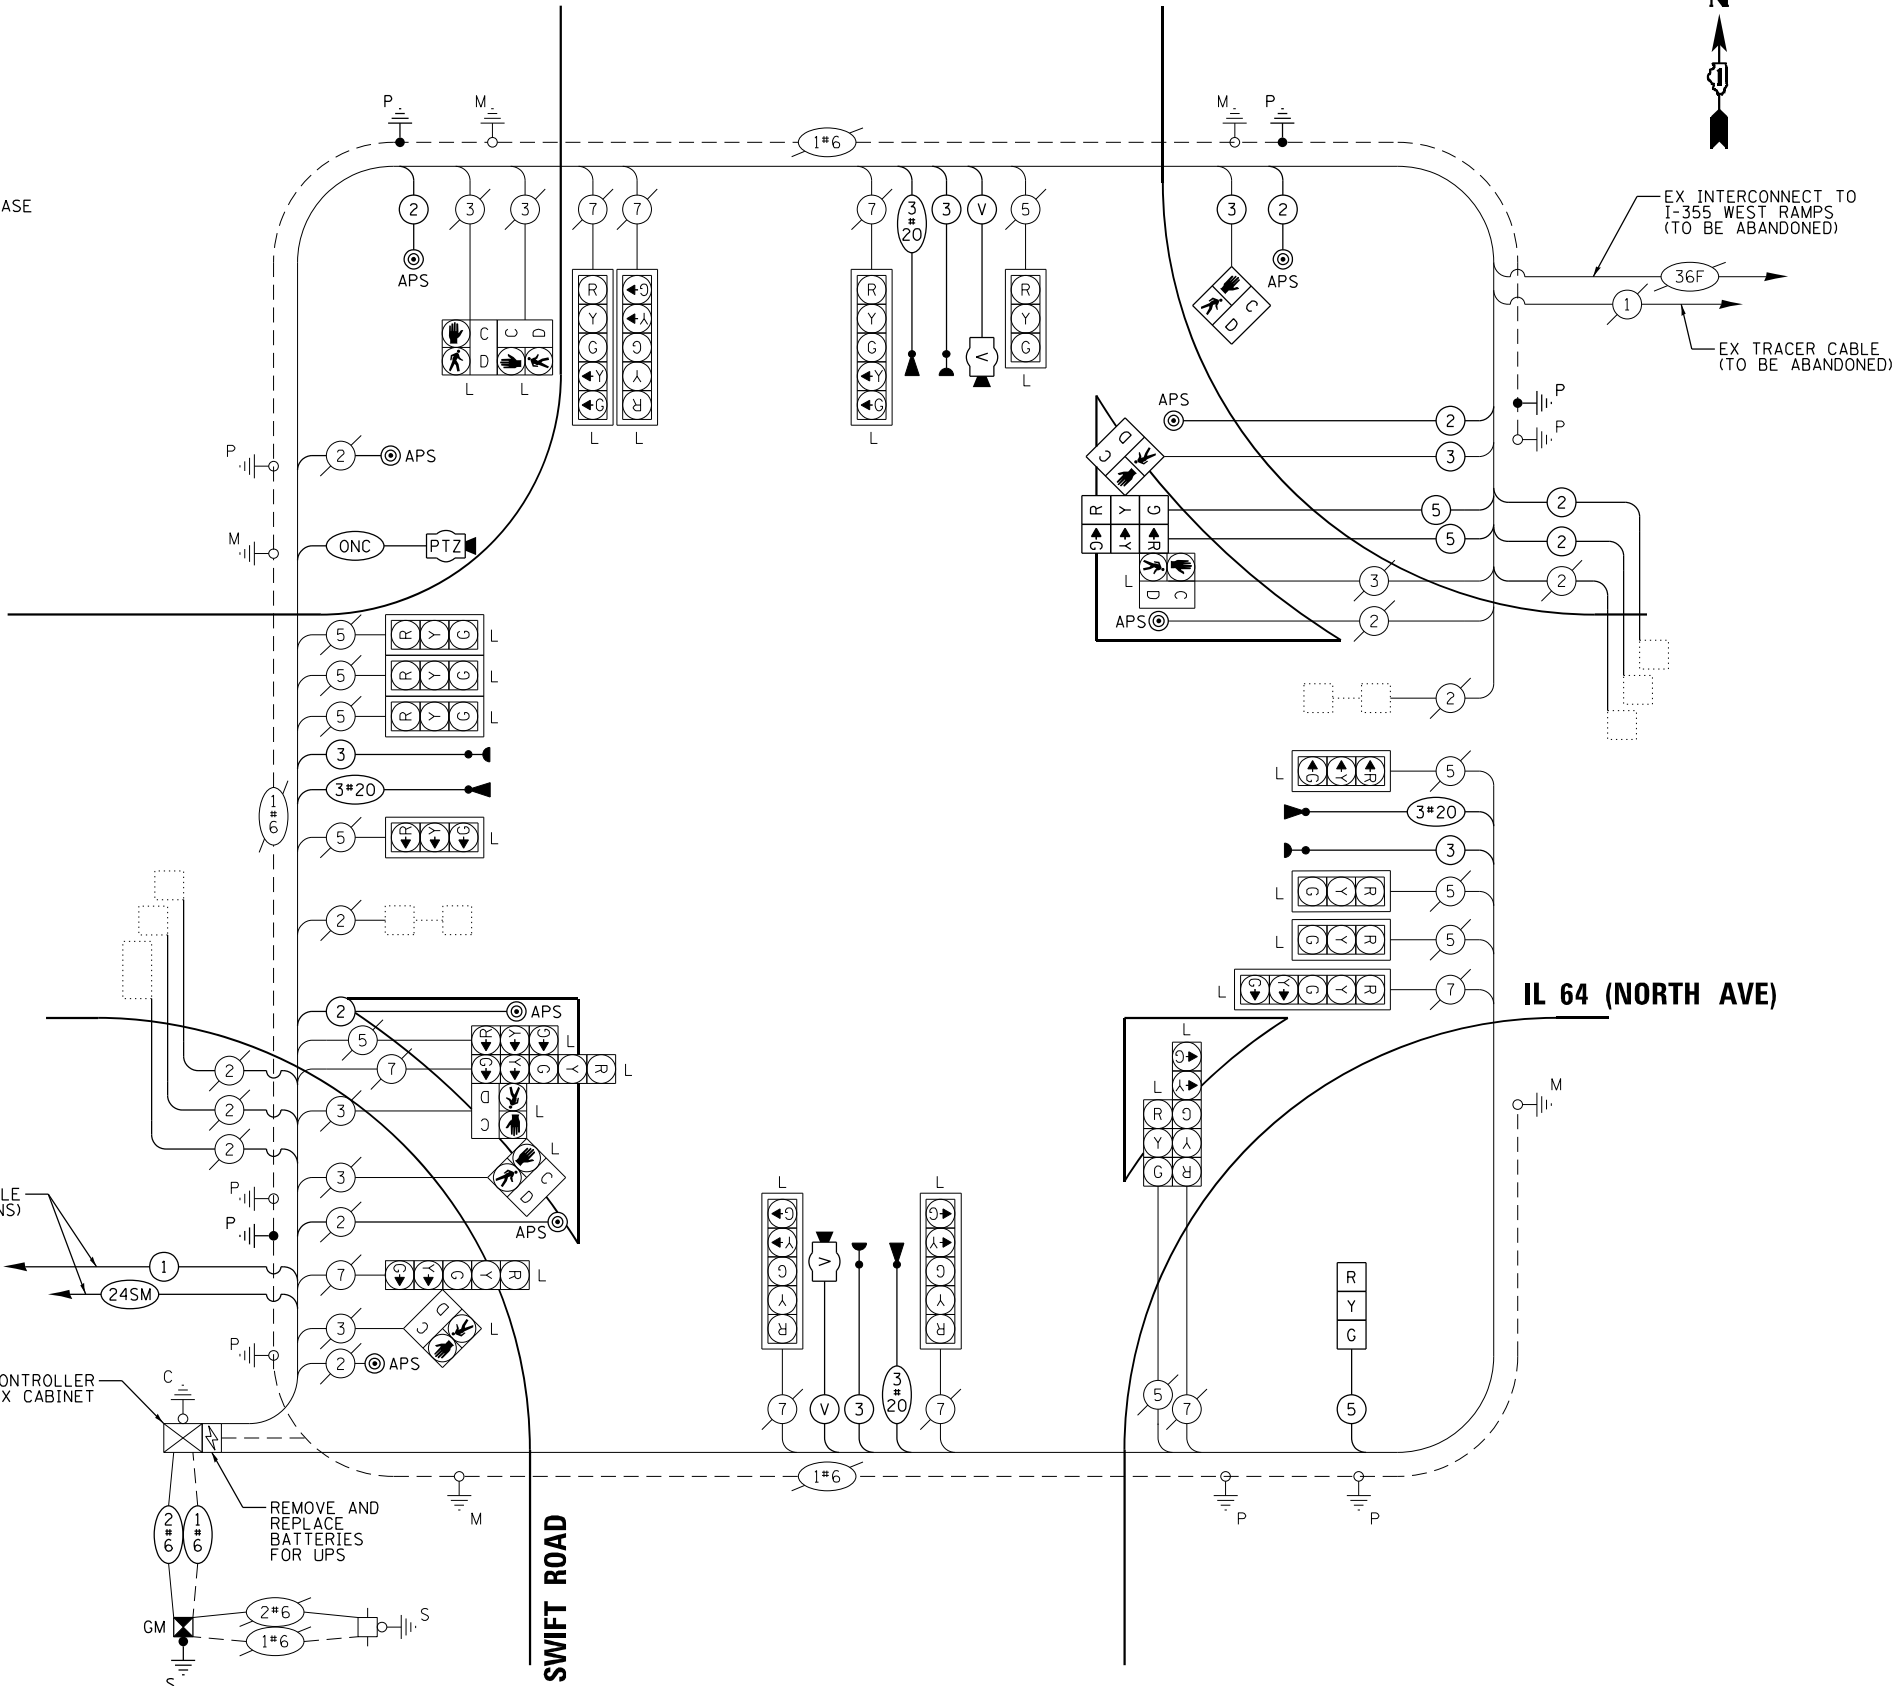 N
1
P
M
1#6
M
P
ASE
2
3
3
7
7
7
3#20
3
V
5
3
2
EX INTERCONNECT TO
I-355 WEST RAMPS
(TO BE ABANDONED)
APS
APS
36F
1
R Y G Y G
G Y G Y R
R Y G Y G
V
R Y G
C D
C D
C D
L L
L L
L
L
EX TRACER CABLE
(TO BE ABANDONED)
P
2 APS
APS
2
P
P
3
C D
M
ONC
PTZ
R Y G
5
2
G Y R
5
2
L
D C
3
2
APS
2
5
R Y G
L
5
R Y G
L
5
R Y G
L
2
3
3#20
1#6
5
R Y G
L
L
G Y R
5
3#20
3
L
G Y R
5
2
L
G Y R
5
L
G Y G Y R
7
IL 64 (NORTH AVE)
2
APS
5
R Y G
L
7
G Y G Y R
L
2
2
2
3
D C
L
3
C D
L
2
APS
L
L
G Y G Y R
R Y G
M
P
P
LE
NS)
1
24SM
7
G Y G Y R
L
3
D C
L
2
APS
P
L
G Y G Y R
V
L
G Y G Y R
R
Y
G
ONTROLLER
X CABINET
C
7
V
3
3#20
7
5
7
5
M
1#6
P
P
REMOVE AND
REPLACE
BATTERIES
FOR UPS
2#6
1#6
SWIFT ROAD
GM
2#6
1#6
S
S